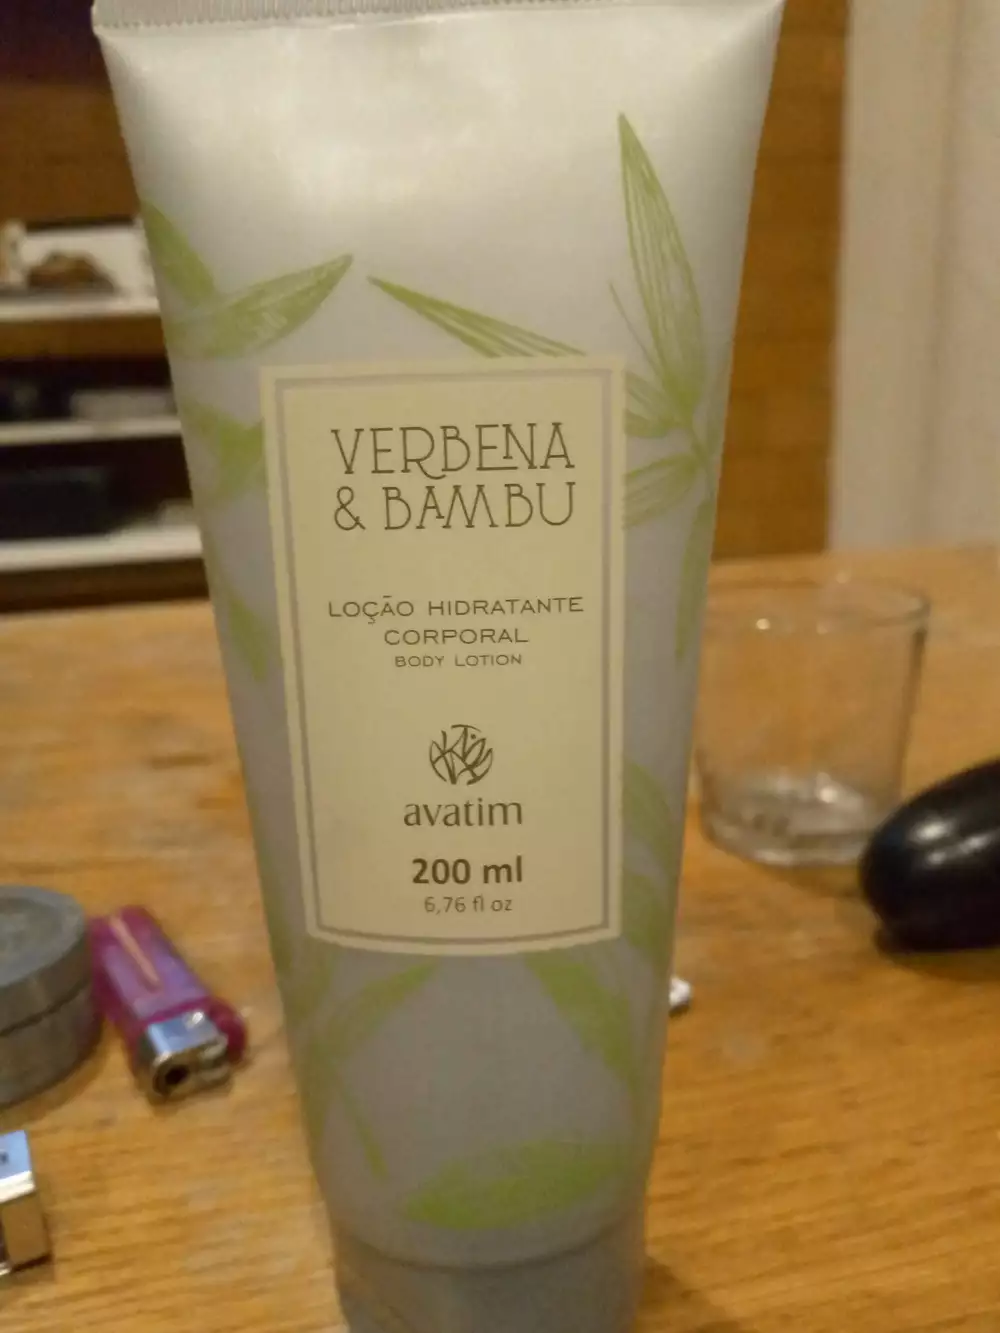 VERBENA
& BAMBU
LOÇÃO HIDRATANTE
CORPORAL
BODY LOTION
avatim
200 ml
6,76 fl oz